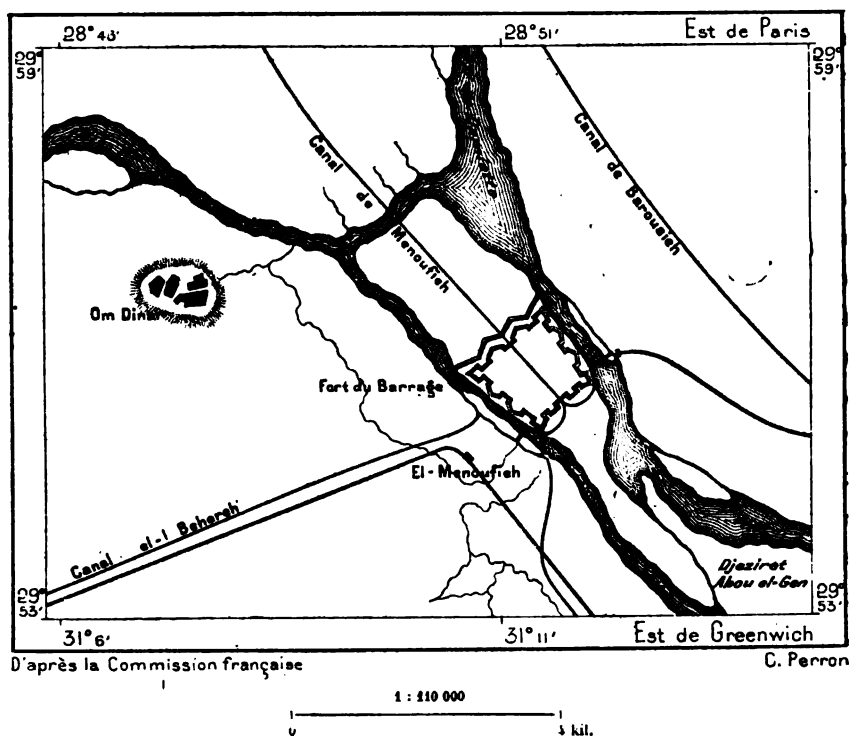 28° 46'
28° 51'
Est de Paris
29°
59'
29°
59'
Canal de Menoufieh
Canal de Barouaieh
Om Dinar
Fort du Barrage
El-Menoufieh
Canal el-l Behereh
Djeziret
Abou el-Gen
29°
53'
29°
53'
31° 6'
31° 11'
Est de Greenwich
D'après la Commission française
C. Perron
1 : 110 000
0
3 kil.